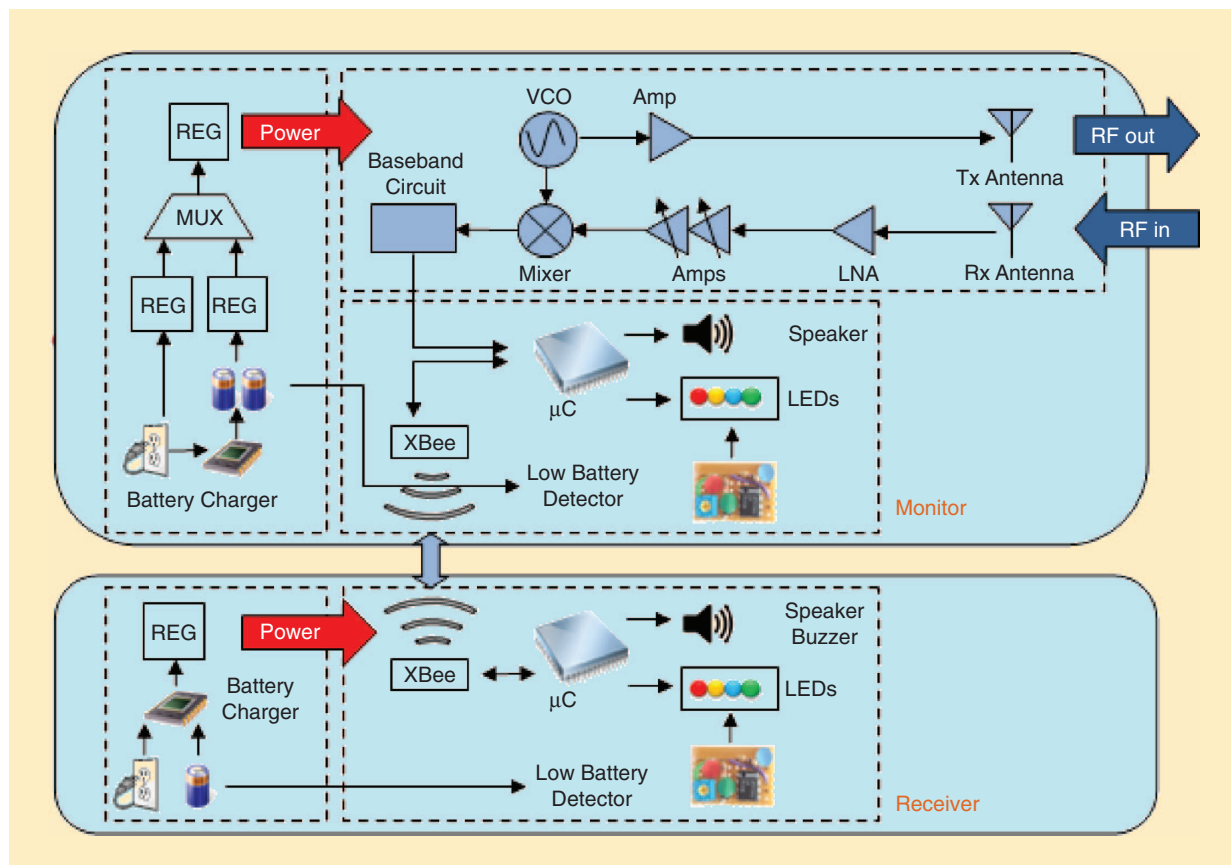 VCO
Amp
REG
Power
RF out
Baseband
Circuit
Tx Antenna
MUX
RF in
Mixer
Amps
LNA
Rx Antenna
REG
REG
Speaker
µC
LEDs
XBee
Low Battery
Detector
Battery Charger
Monitor
REG
Power
Speaker
Buzzer
XBee
µC
LEDs
Battery
Charger
Low Battery
Detector
Receiver